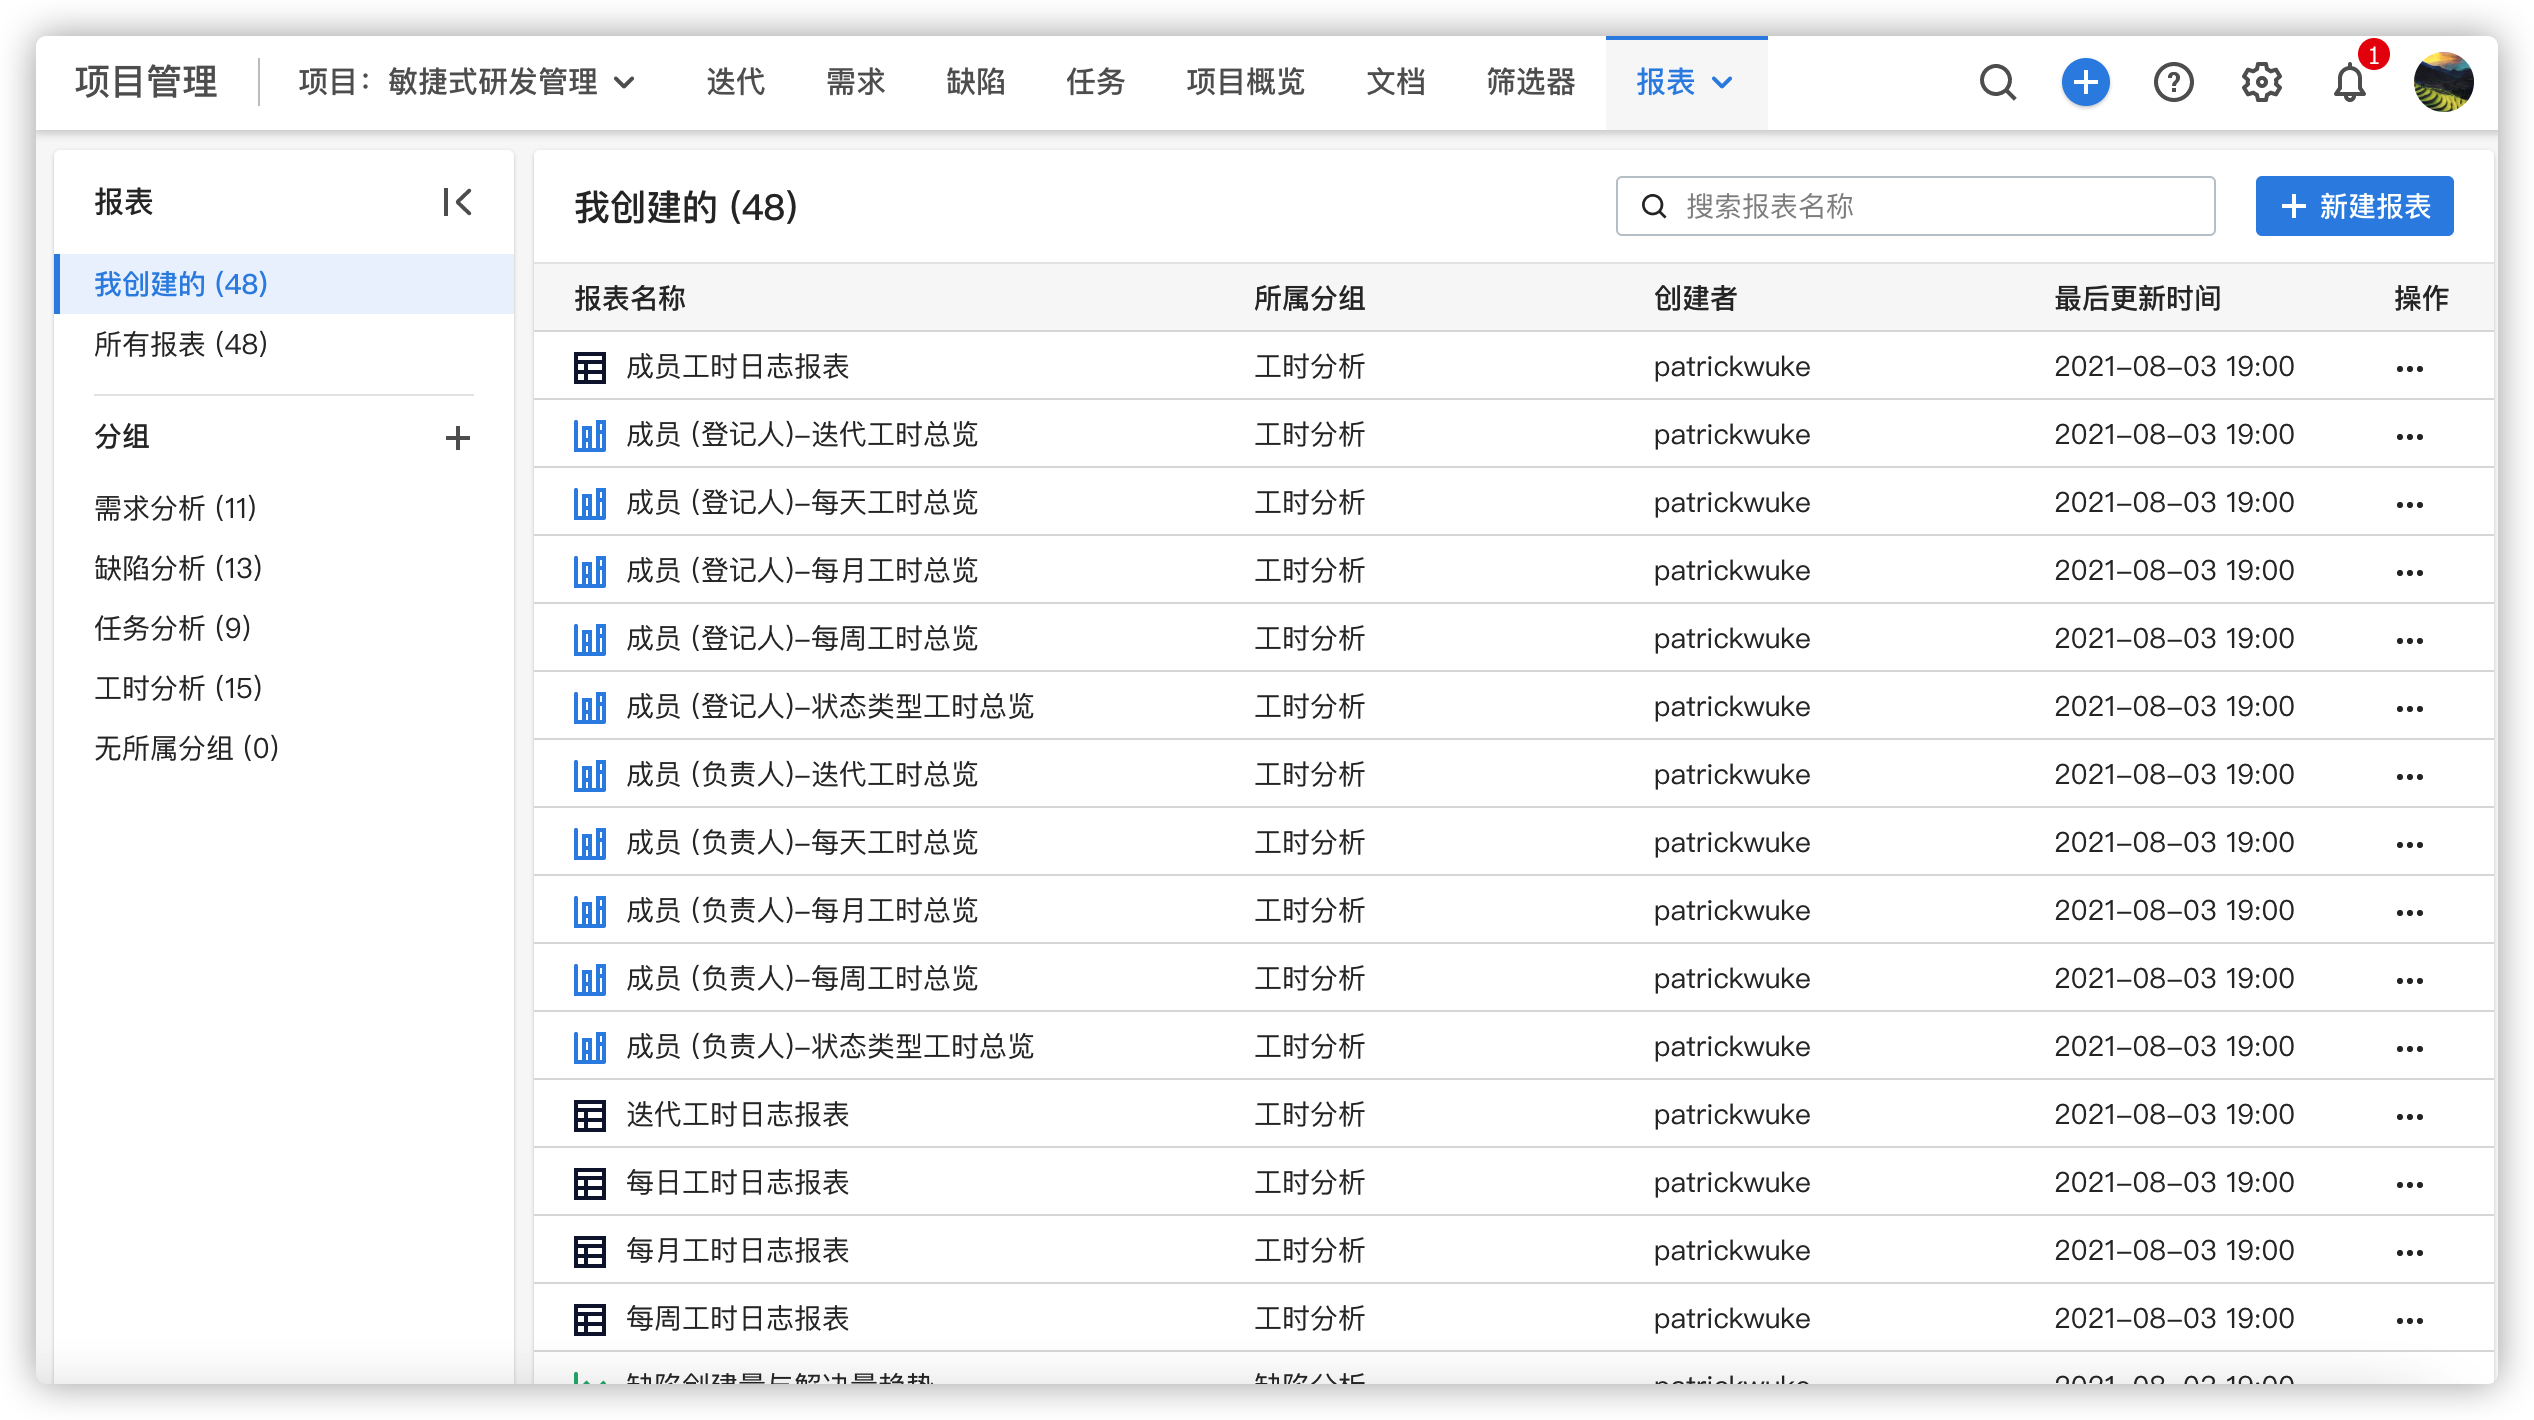 项目管理 项目：敏捷式研发管理 迭代 需求 缺陷 任务 项目概览 文档 筛选器 报表 1
报表
我创建的 (48)
所有报表 (48)
分组
需求分析 (11)
缺陷分析 (13)
任务分析 (9)
工时分析 (15)
无所属分组 (0)
我创建的 (48) 搜索报表名称 新建报表
报表名称 所属分组 创建者 最后更新时间 操作
成员工时日志报表 工时分析 patrickwuke 2021-08-03 19:00
成员 (登记人)-迭代工时总览 工时分析 patrickwuke 2021-08-03 19:00
成员 (登记人)-每天工时总览 工时分析 patrickwuke 2021-08-03 19:00
成员 (登记人)-每月工时总览 工时分析 patrickwuke 2021-08-03 19:00
成员 (登记人)-每周工时总览 工时分析 patrickwuke 2021-08-03 19:00
成员 (登记人)-状态类型工时总览 工时分析 patrickwuke 2021-08-03 19:00
成员 (负责人)-迭代工时总览 工时分析 patrickwuke 2021-08-03 19:00
成员 (负责人)-每天工时总览 工时分析 patrickwuke 2021-08-03 19:00
成员 (负责人)-每月工时总览 工时分析 patrickwuke 2021-08-03 19:00
成员 (负责人)-每周工时总览 工时分析 patrickwuke 2021-08-03 19:00
成员 (负责人)-状态类型工时总览 工时分析 patrickwuke 2021-08-03 19:00
迭代工时日志报表 工时分析 patrickwuke 2021-08-03 19:00
每日工时日志报表 工时分析 patrickwuke 2021-08-03 19:00
每月工时日志报表 工时分析 patrickwuke 2021-08-03 19:00
每周工时日志报表 工时分析 patrickwuke 2021-08-03 19:00
缺陷创建量与解决量趋势 缺陷分析 patrickwuke 2021-08-03 19:00